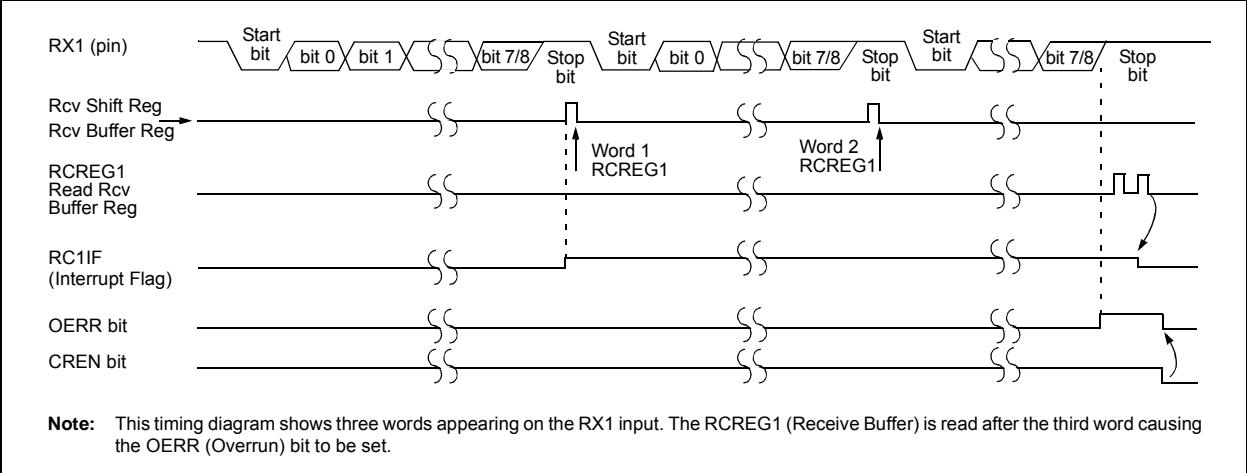 RX1 (pin)
Start bit
bit 0
bit 1
bit 7/8
Stop bit
Start bit
bit 0
bit 7/8
Stop bit
Start bit
bit 7/8
Stop bit
Rcv Shift Reg
Rcv Buffer Reg
Word 1
RCREG1
Word 2
RCREG1
RCREG1
Read Rcv
Buffer Reg
RC1IF
(Interrupt Flag)
OERR bit
CREN bit
Note: This timing diagram shows three words appearing on the RX1 input. The RCREG1 (Receive Buffer) is read after the third word causing
the OERR (Overrun) bit to be set.